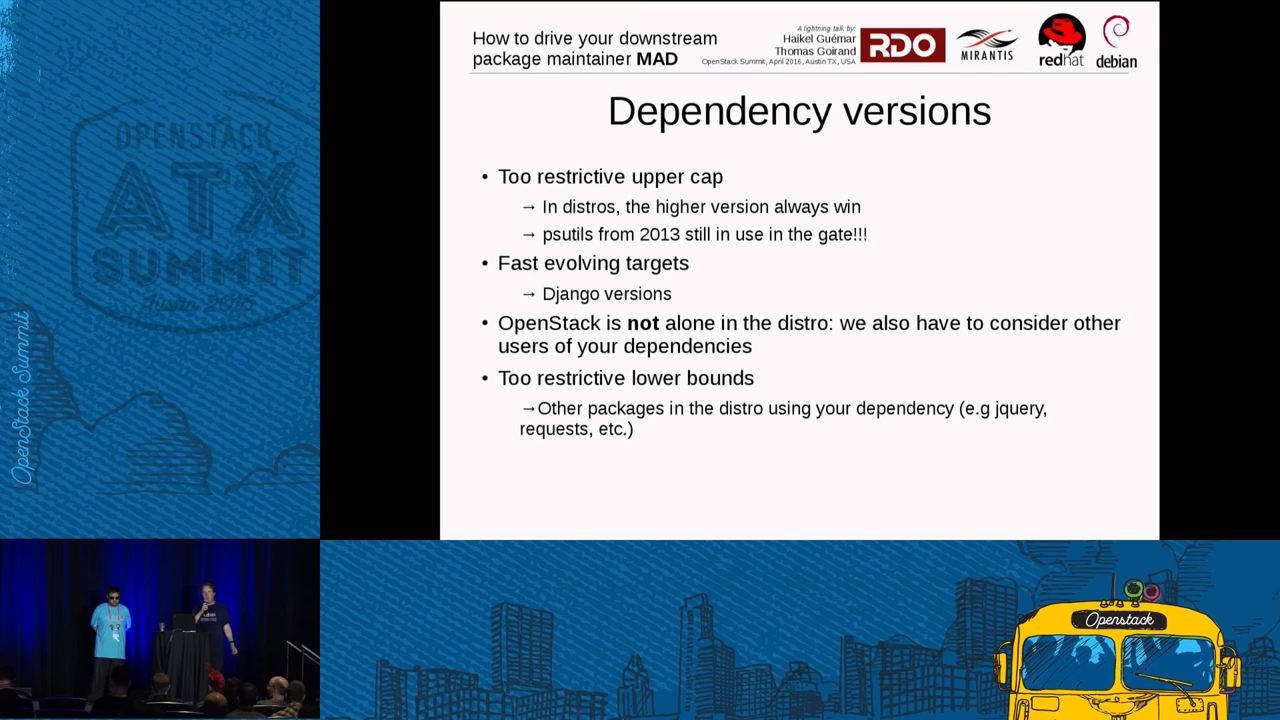 How to drive your downstream
package maintainer MAD
A lightning talk by:
Haikel Guémar
Thomas Goirand
OpenStack Summit, April 2016, Austin TX, USA
RDO
MIRANTIS
redhat
debian
Dependency versions
• Too restrictive upper cap
→ In distros, the higher version always win
→ psutils from 2013 still in use in the gate!!!
• Fast evolving targets
→ Django versions
• OpenStack is not alone in the distro: we also have to consider other
users of your dependencies
• Too restrictive lower bounds
→Other packages in the distro using your dependency (e.g jquery,
requests, etc.)
OPENSTACK
ATX
SUMMIT
Austin 2016
OpenStack Summit
Openstack